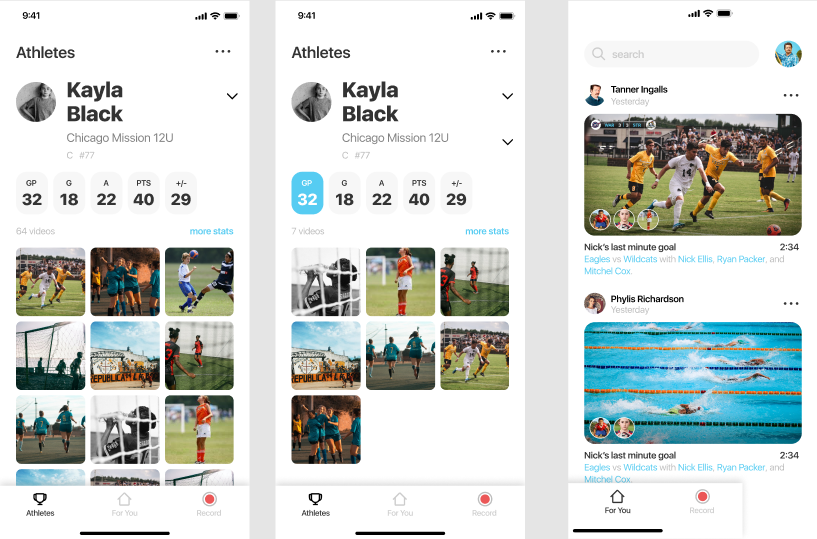 9:41
Athletes
Kayla
Black
Chicago Mission 12U
C #77
GP G A PTS +/-
32 18 22 40 29
64 videos more stats
Athletes For You Record
9:41
Athletes
Kayla
Black
Chicago Mission 12U
C #77
GP G A PTS +/-
32 18 22 40 29
7 videos more stats
Athletes For You Record
search
Tanner Ingalls
Yesterday
14
Nick's last minute goal 2:34
Eagles vs Wildcats with Nick Ellis, Ryan Packer, and
Mitchel Cox.
Phylis Richardson
Yesterday
Nick's last minute goal 2:34
Eagles vs Wildcats with Nick Ellis, Ryan Packer, and
Mitchel Cox.
For You Record